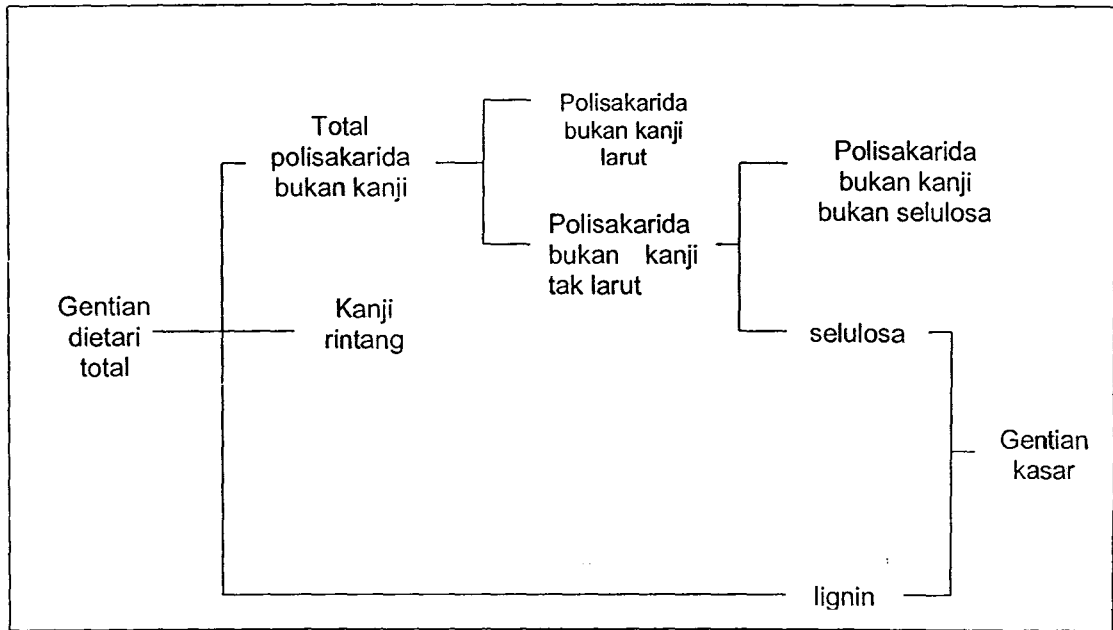 Gentian
dietari
total
Total
polisakarida
bukan kanji
Kanji
rintang
Polisakarida
bukan kanji
larut
Polisakarida
bukan kanji
tak larut
Polisakarida
bukan kanji
bukan selulosa
selulosa
lignin
Gentian
kasar